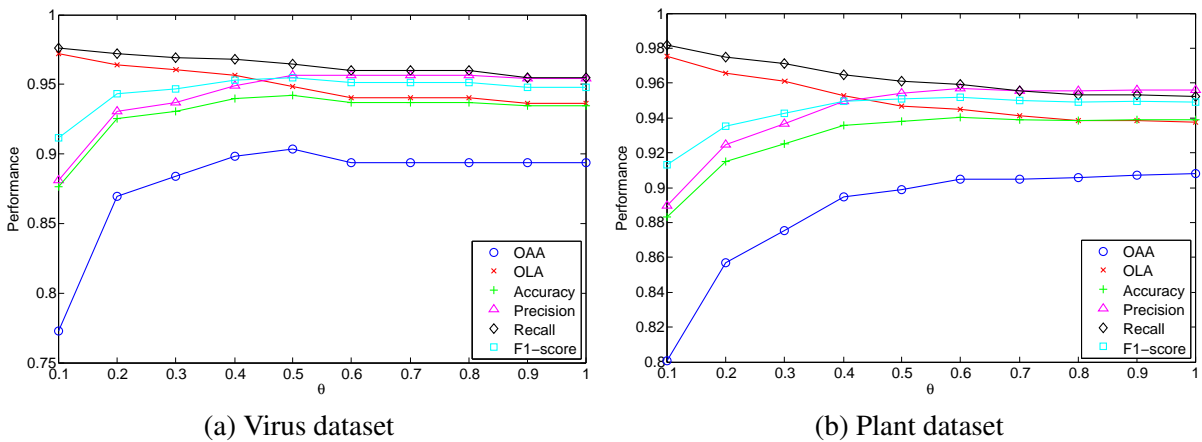 1
0.95
0.9
0.85
0.8
0.75
Performance
0.1 0.2 0.3 0.4 0.5 0.6 0.7 0.8 0.9 1
θ
OAA
OLA
Accuracy
Precision
Recall
F1−score
(a) Virus dataset
1
0.98
0.96
0.94
0.92
0.9
0.88
0.86
0.84
0.82
0.8
Performance
0.1 0.2 0.3 0.4 0.5 0.6 0.7 0.8 0.9 1
θ
OAA
OLA
Accuracy
Precision
Recall
F1−score
(b) Plant dataset